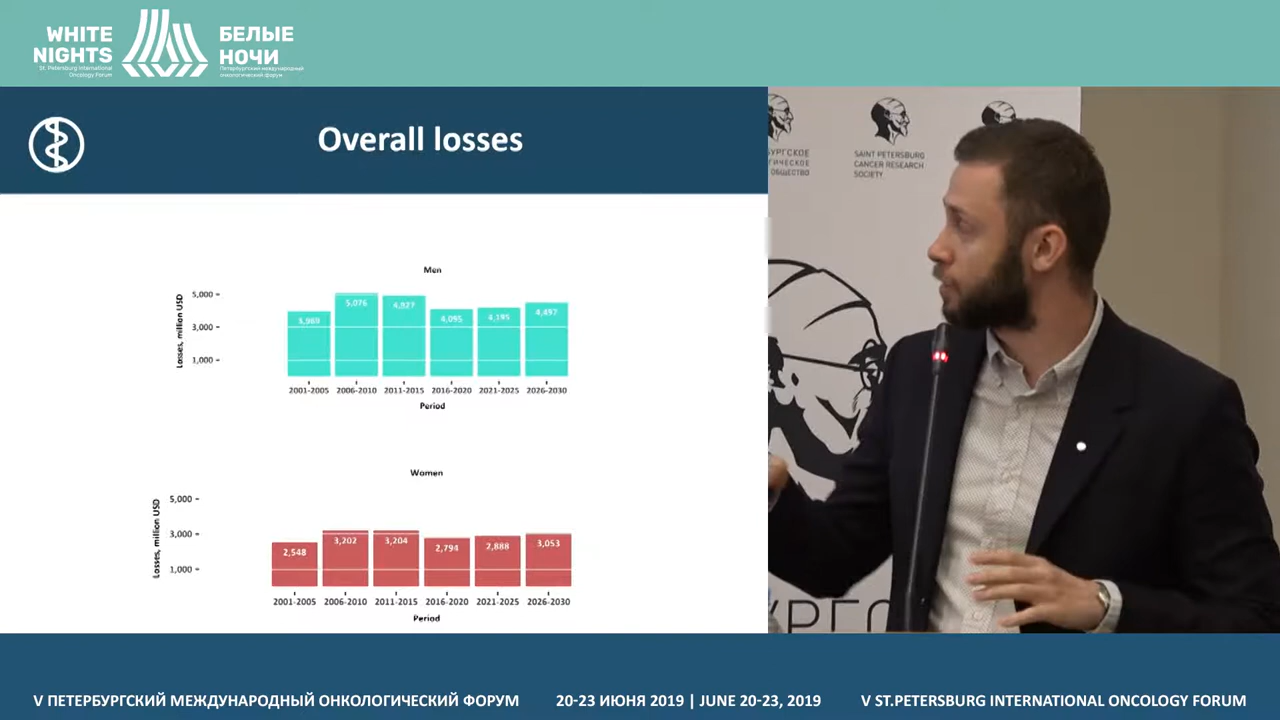 WHITE
NIGHTS
St. Petersburg International
Oncology Forum
БЕЛЫЕ
НОЧИ
Петербургский международный
онкологический форум
Overall losses
Men
Losses, million USD
5,000
3,000
1,000
3,969
5,076
4,827
4,095
4,195
4,497
2001-2005 2006-2010 2011-2015 2016-2020 2021-2025 2026-2030
Period
Women
Losses, million USD
5,000
3,000
1,000
2,548
3,202
3,204
2,794
2,888
3,053
2001-2005 2006-2010 2011-2015 2016-2020 2021-2025 2026-2030
Period
SAINT PETERSBURG
CANCER RESEARCH
SOCIETY
ОБЩЕСТВО
V ПЕТЕРБУРГСКИЙ МЕЖДУНАРОДНЫЙ ОНКОЛОГИЧЕСКИЙ ФОРУМ
20-23 ИЮНЯ 2019 | JUNE 20-23, 2019
V ST.PETERSBURG INTERNATIONAL ONCOLOGY FORUM